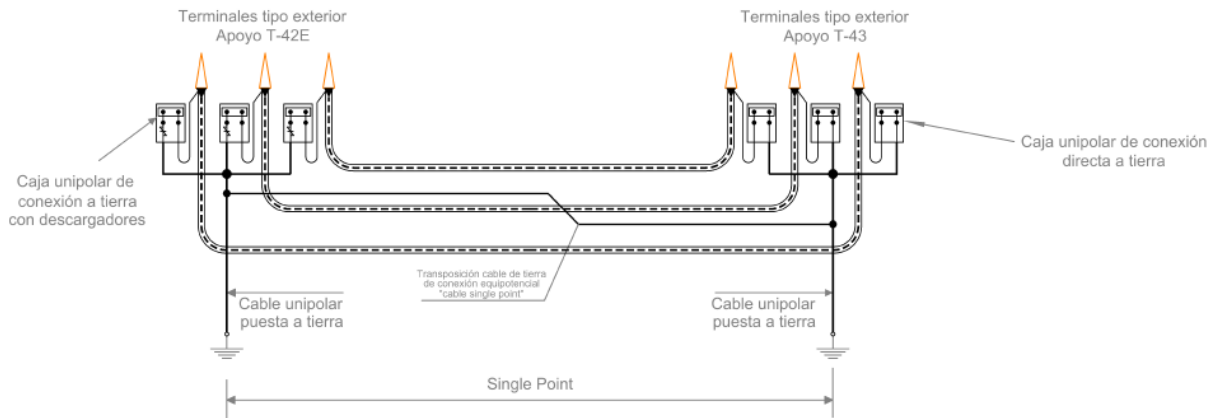 Terminales tipo exterior
Apoyo T-42E
Terminales tipo exterior
Apoyo T-43
Caja unipolar de
conexión a tierra
con descargadores
Caja unipolar de conexión
directa a tierra
Transposición cable de tierra
de conexión equipotencial
"cable single point"
Cable unipolar
puesta a tierra
Cable unipolar
puesta a tierra
Single Point